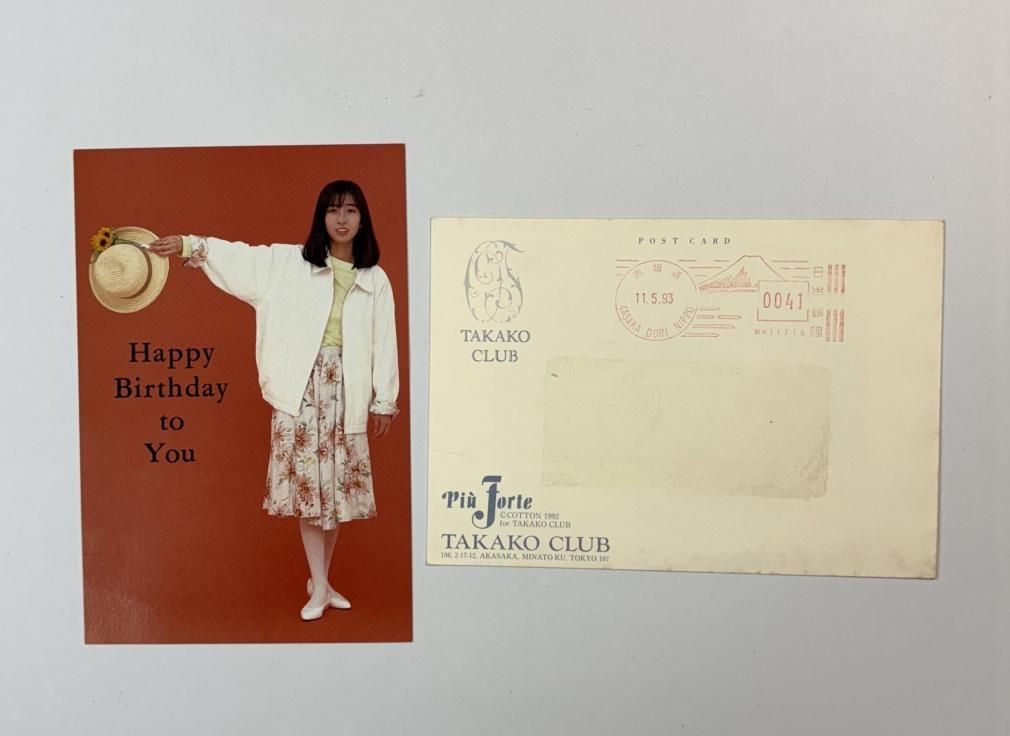 Happy
Birthday
to
You
POST CARD
TAKAKO
CLUB
赤坂通
11.5.93
AKASAKA DORI NIPPON
0041
日本郵便
WA11716
Più Forte
©COTTON 1992
for TAKAKO CLUB
TAKAKO CLUB
106, 2-17-12, AKASAKA, MINATO-KU, TOKYO 107